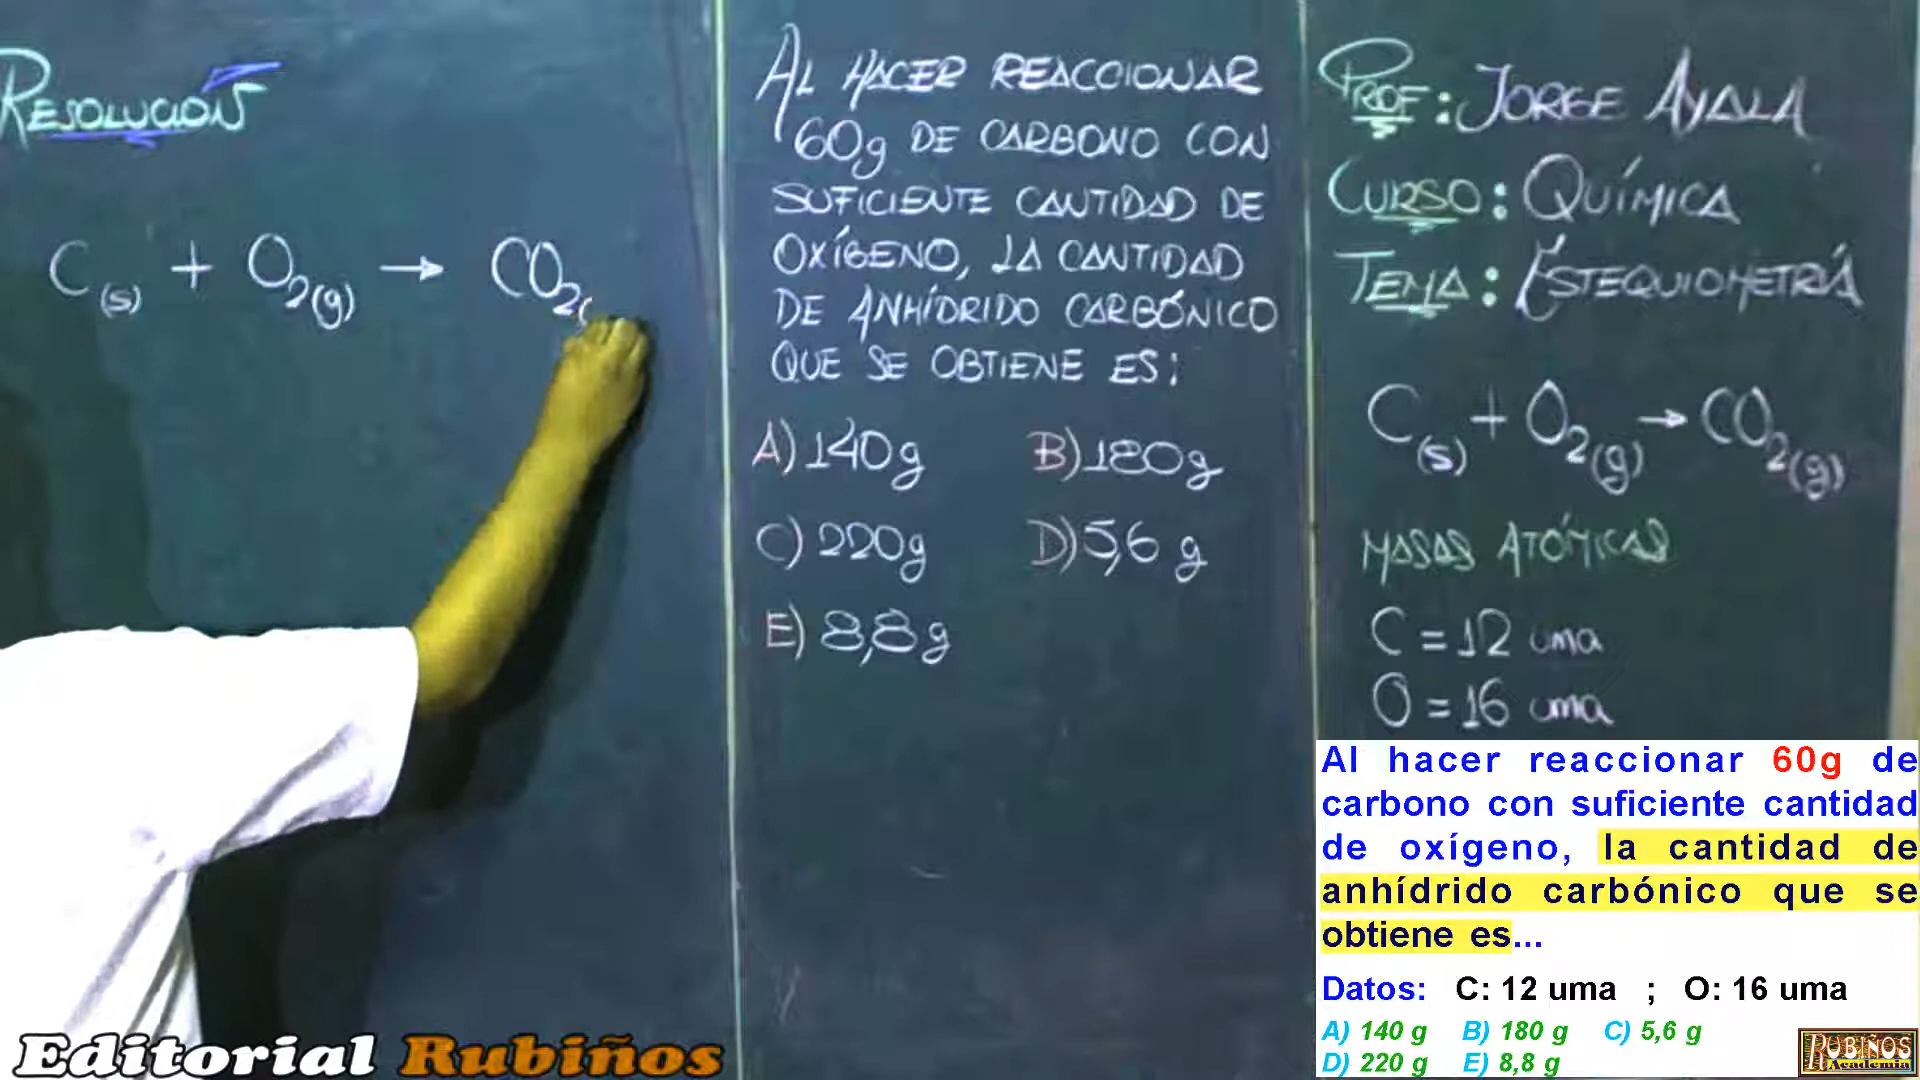 RESOLUCIÓN
C(s) + O2(g) → CO2(
AL HACER REACCIONAR
60g DE CARBONO CON
SUFICIENTE CANTIDAD DE
OXÍGENO, LA CANTIDAD
DE ANHÍDRIDO CARBÓNICO
QUE SE OBTIENE ES:
A) 140g B) 180g
C) 220g D) 5,6 g
E) 8,8g
PROF: JORGE AYALA
CURSO: QUÍMICA
TEMA: ESTEQUIOMETRÍA
C(s) + O2(g) → CO2(g)
MASAS ATÓMICAS
C = 12 uma
O = 16 uma
Al hacer reaccionar 60g de
carbono con suficiente cantidad
de oxígeno, la cantidad de
anhídrido carbónico que se
obtiene es...
Datos: C: 12 uma ; O: 16 uma
A) 140 g B) 180 g C) 5,6 g
D) 220 g E) 8,8 g
RUBIÑOS
Academia
Editorial Rubiños